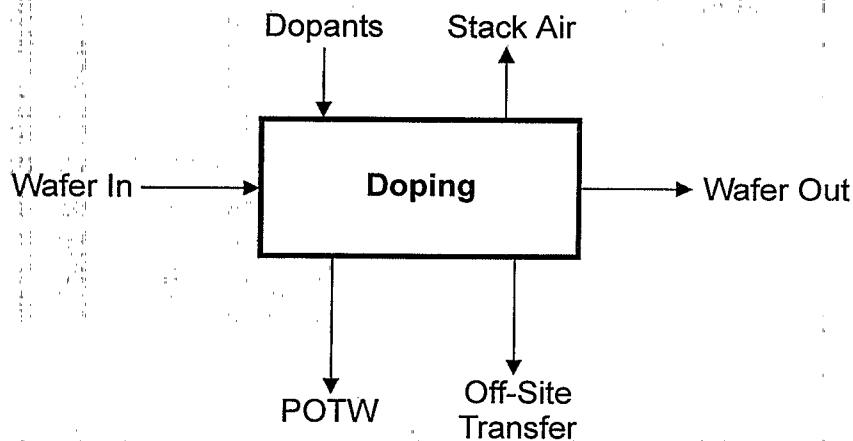 Dopants
Stack Air
Wafer In
Doping
Wafer Out
POTW
Off-Site
Transfer